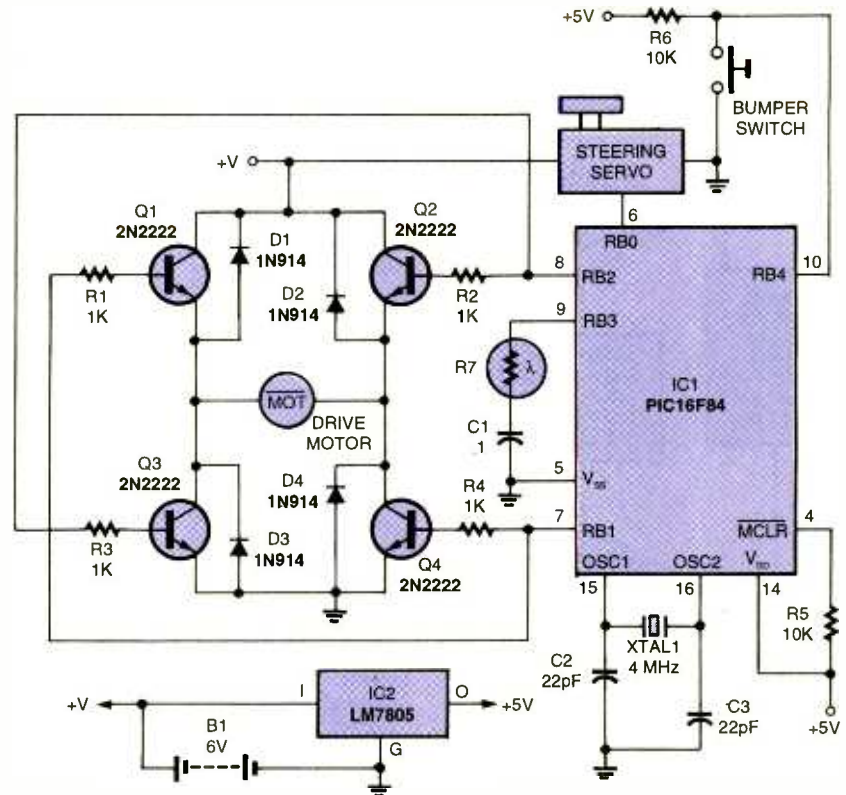 +5V
R6
10K
BUMPER
SWITCH
+V
STEERING
SERVO
6
Q1
2N2222
D1
1N914
Q2
2N2222
RB0
R1
1K
D2
1N914
R2
1K
8
RB2
RB4
10
9
RB3
R7
λ
IC1
PIC16F84
MOT
DRIVE
MOTOR
C1
1
Q3
2N2222
D4
1N914
R4
1K
5
VSS
R3
1K
D3
1N914
Q4
2N2222
7
RB1
MCLR
4
OSC1
OSC2
VDD
15
16
14
R5
10K
XTAL1
4 MHz
C2
22pF
C3
22pF
+5V
+V
I
IC2
LM7805
O
+5V
B1
6V
G